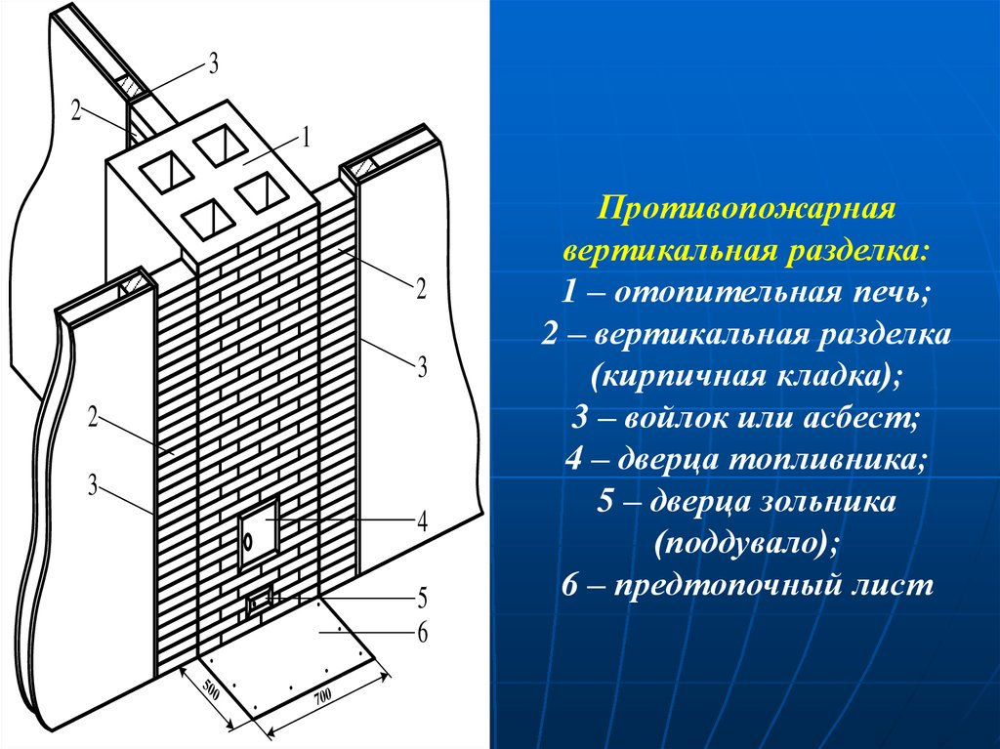 3
2
1
2
3
2
3
4
5
6
500
700
Противопожарная
вертикальная разделка:
1 – отопительная печь;
2 – вертикальная разделка
(кирпичная кладка);
3 – войлок или асбест;
4 – дверца топливника;
5 – дверца зольника
(поддувало);
6 – предтопочный лист